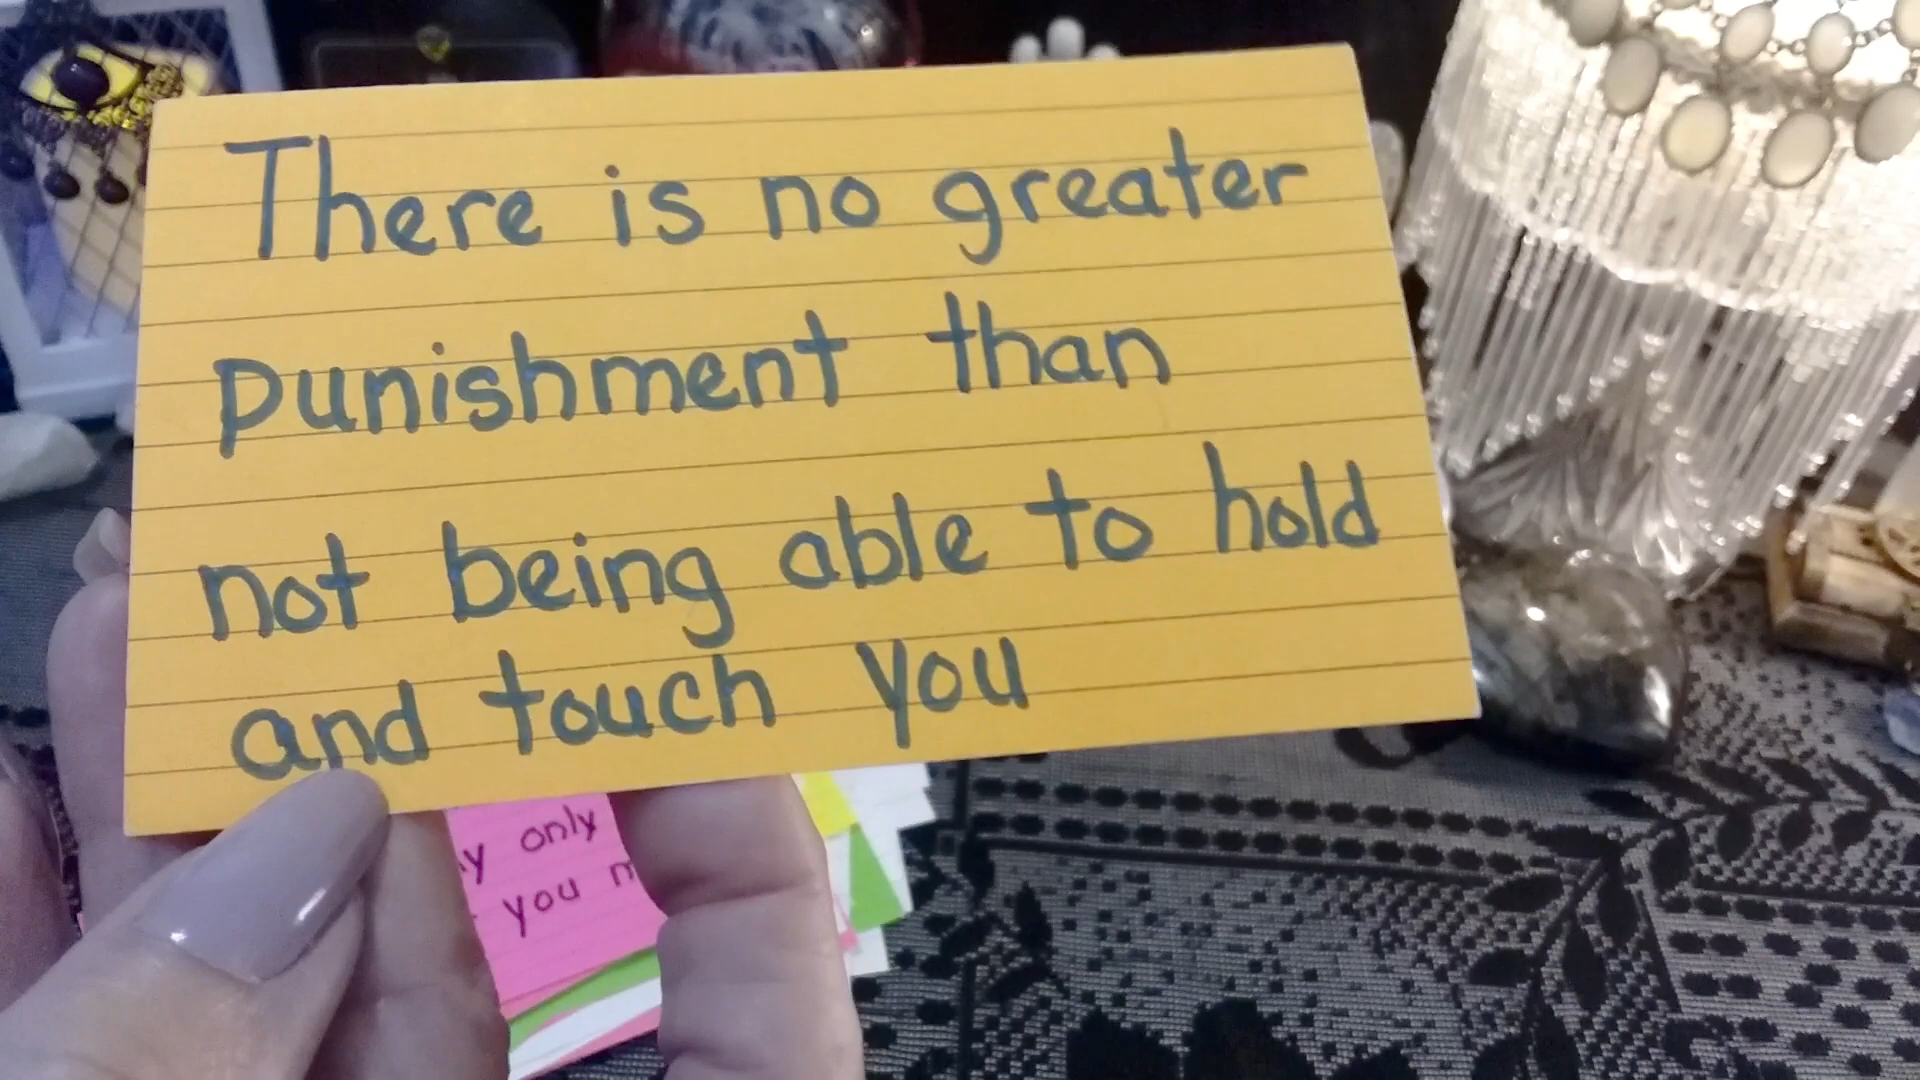 There is no greater
punishment than
not being able to hold
and touch you
only
you